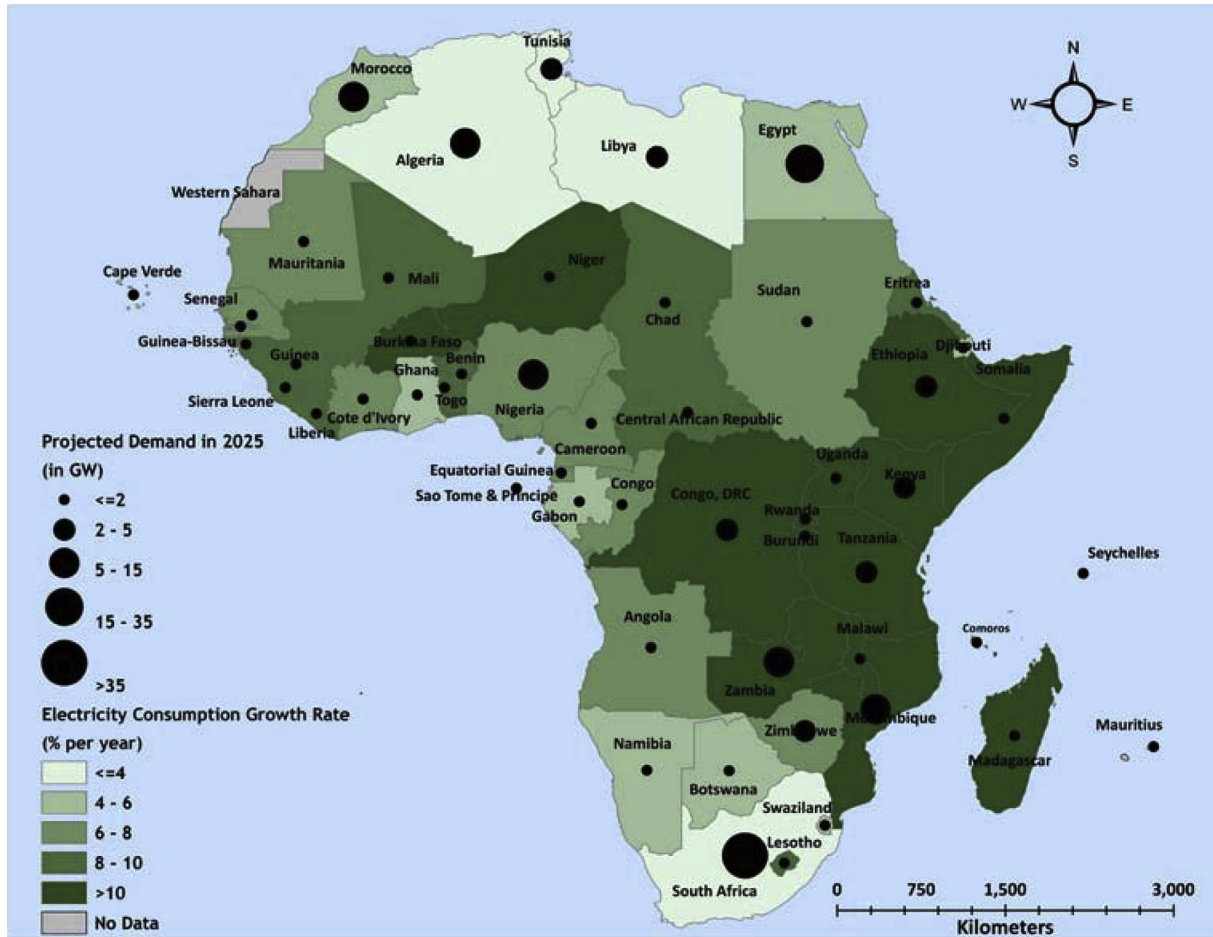 Tunisia
Morocco
N
W
E
S
Egypt
Libya
Algeria
Western Sahara
Niger
Mauritania
Cape Verde
Mali
Eritrea
Sudan
Senegal
Chad
Guinea-Bissau
Burkina Faso
Djibouti
Guinea
Benin
Ethiopia
Ghana
Somalia
Sierra Leone
Togo
Nigeria
Cote d'Ivory
Central African Republic
Liberia
Cameroon
Uganda
Equatorial Guinea
Kenya
Congo
Congo, DRC
Sao Tome & Principe
Gabon
Rwanda
Burundi
Tanzania
Seychelles
Angola
Malawi
Comoros
Zambia
Mozambique
Mauritius
Zimbabwe
Namibia
Madagascar
Botswana
Swaziland
Lesotho
South Africa
Projected Demand in 2025
(in GW)
<=2
2 - 5
5 - 15
15 - 35
>35
Electricity Consumption Growth Rate
(% per year)
<=4
4 - 6
6 - 8
8 - 10
>10
No Data
0 750 1,500 3,000
Kilometers